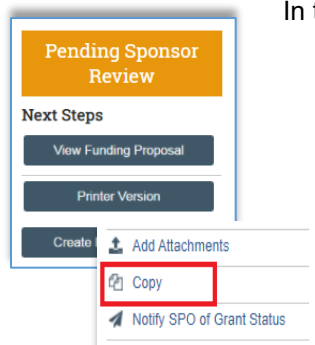 In
Pending Sponsor
Review
Next Steps
View Funding Proposal
Printer Version
Create
Add Attachments
Copy
Notify SPO of Grant Status